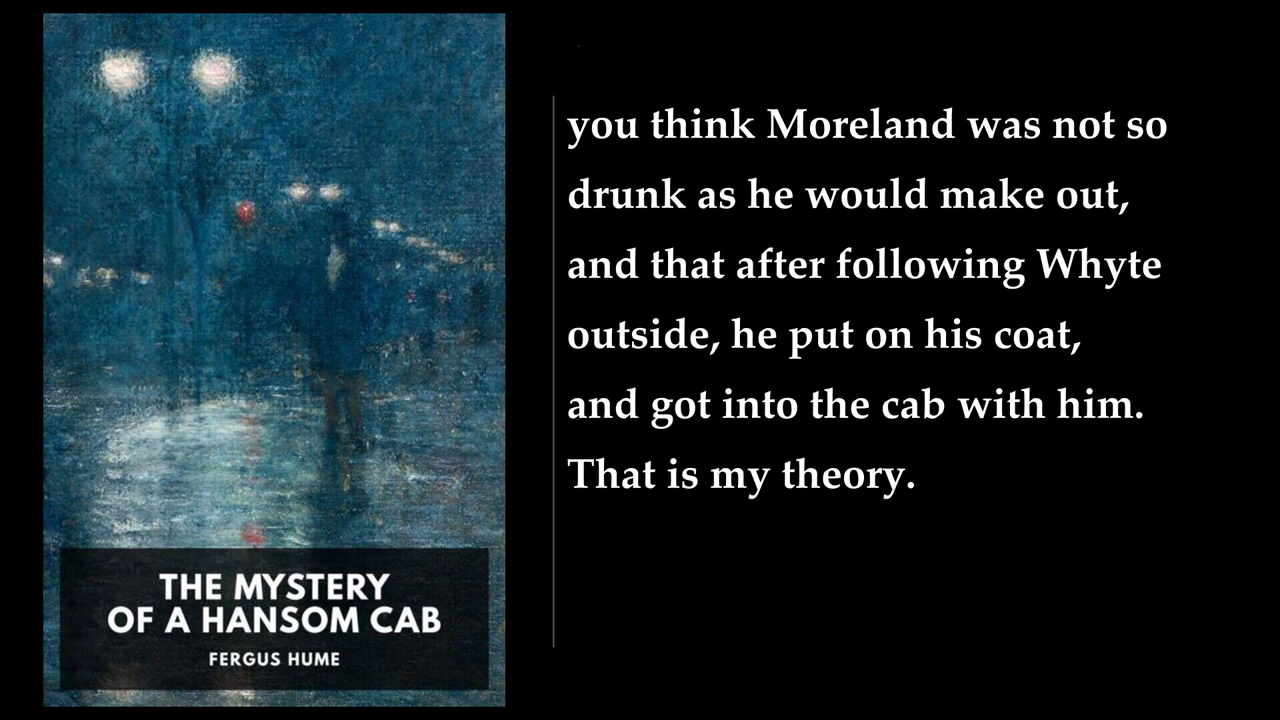 THE MYSTERY
OF A HANSOM CAB
FERGUS HUME
you think Moreland was not so
drunk as he would make out,
and that after following Whyte
outside, he put on his coat,
and got into the cab with him.
That is my theory.